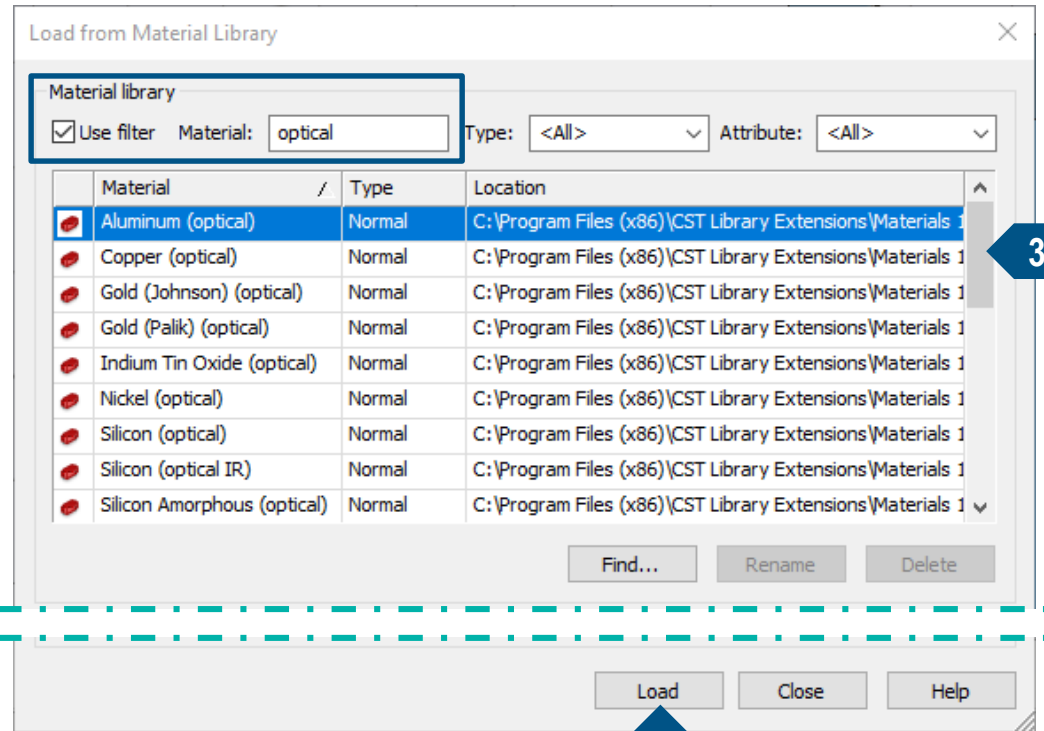 Load from Material Library
Material library
Use filter Material: optical Type: <All> Attribute: <All>
Material / Type Location
Aluminum (optical) Normal C:\Program Files (x86)\CST Library Extensions\Materials 1
Copper (optical) Normal C:\Program Files (x86)\CST Library Extensions\Materials 1
Gold (Johnson) (optical) Normal C:\Program Files (x86)\CST Library Extensions\Materials 1
Gold (Palik) (optical) Normal C:\Program Files (x86)\CST Library Extensions\Materials 1
Indium Tin Oxide (optical) Normal C:\Program Files (x86)\CST Library Extensions\Materials 1
Nickel (optical) Normal C:\Program Files (x86)\CST Library Extensions\Materials 1
Silicon (optical) Normal C:\Program Files (x86)\CST Library Extensions\Materials 1
Silicon (optical IR) Normal C:\Program Files (x86)\CST Library Extensions\Materials 1
Silicon Amorphous (optical) Normal C:\Program Files (x86)\CST Library Extensions\Materials 1
3
Find... Rename Delete
Load Close Help